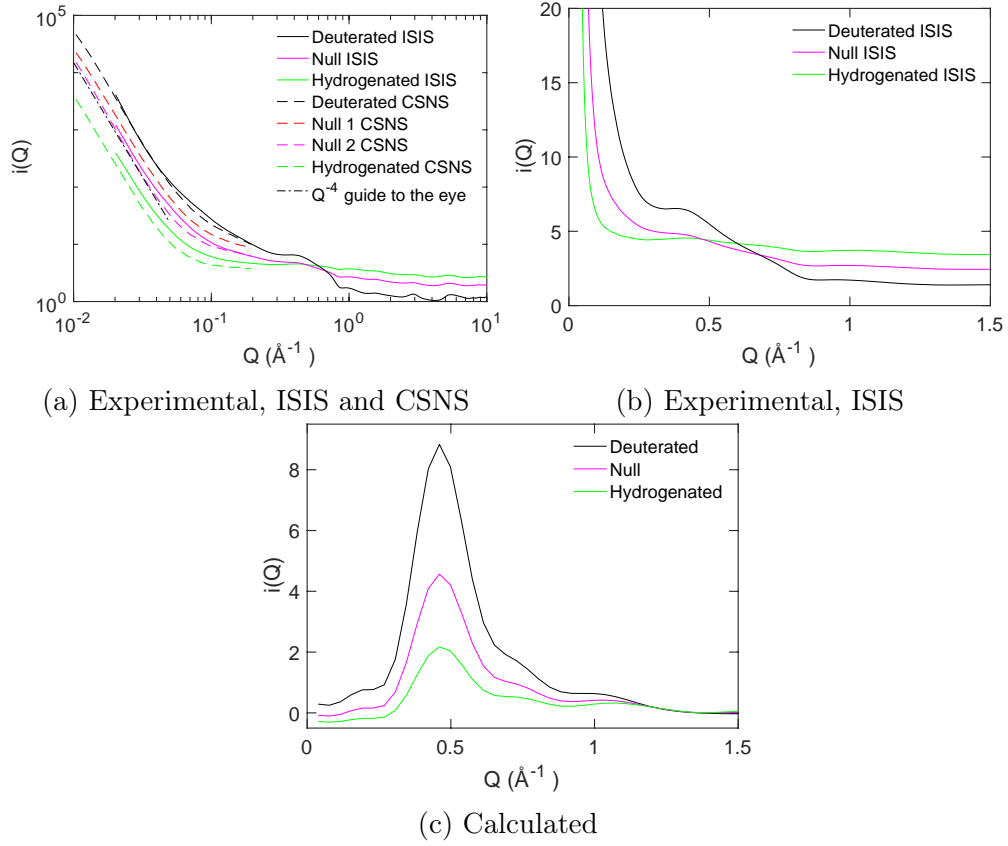 10^5
i(Q)
10^0
Deuterated ISIS
Null ISIS
Hydrogenated ISIS
Deuterated CSNS
Null 1 CSNS
Null 2 CSNS
Hydrogenated CSNS
Q^-4 guide to the eye
10^-2 10^-1 10^0 10^1
Q (Å^-1 )
(a) Experimental, ISIS and CSNS
20
15
10
5
0
i(Q)
Deuterated ISIS
Null ISIS
Hydrogenated ISIS
0 0.5 1 1.5
Q (Å^-1 )
(b) Experimental, ISIS
8
6
4
2
0
i(Q)
Deuterated
Null
Hydrogenated
0 0.5 1 1.5
Q (Å^-1 )
(c) Calculated